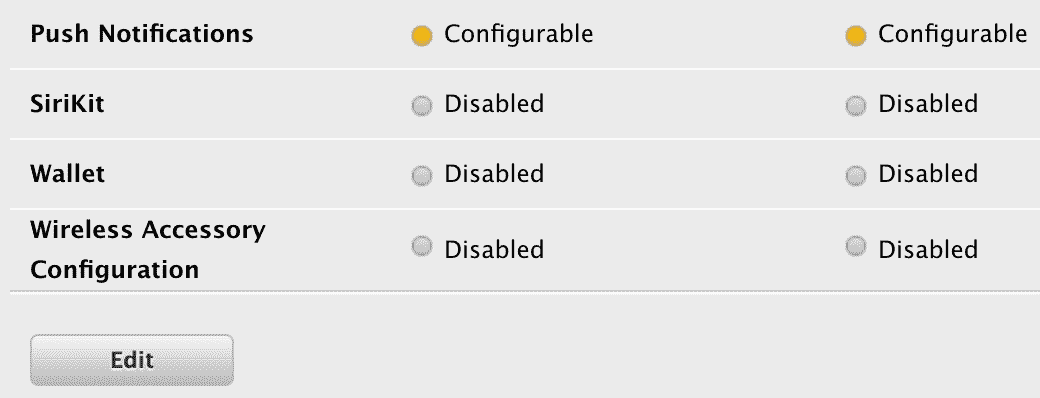 Push Notifications Configurable Configurable
SiriKit Disabled Disabled
Wallet Disabled Disabled
Wireless Accessory
Configuration Disabled Disabled
Edit